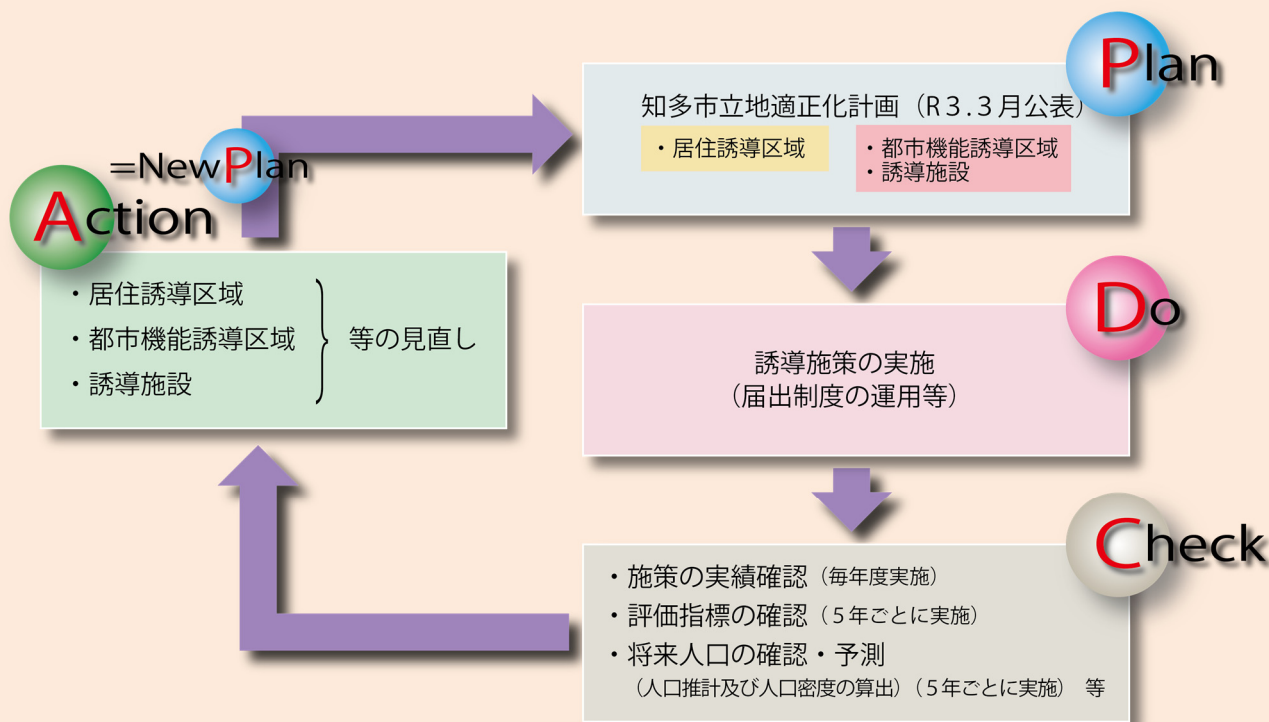 Plan
知多市立地適正化計画（R３.３月公表）
・居住誘導区域
・都市機能誘導区域
・誘導施設
Do
誘導施策の実施
（届出制度の運用等）
Check
・施策の実績確認（毎年度実施）
・評価指標の確認（５年ごとに実施）
・将来人口の確認・予測
（人口推計及び人口密度の算出）（５年ごとに実施）　等
=NewPlan
Action
・居住誘導区域
・都市機能誘導区域
・誘導施設
等の見直し